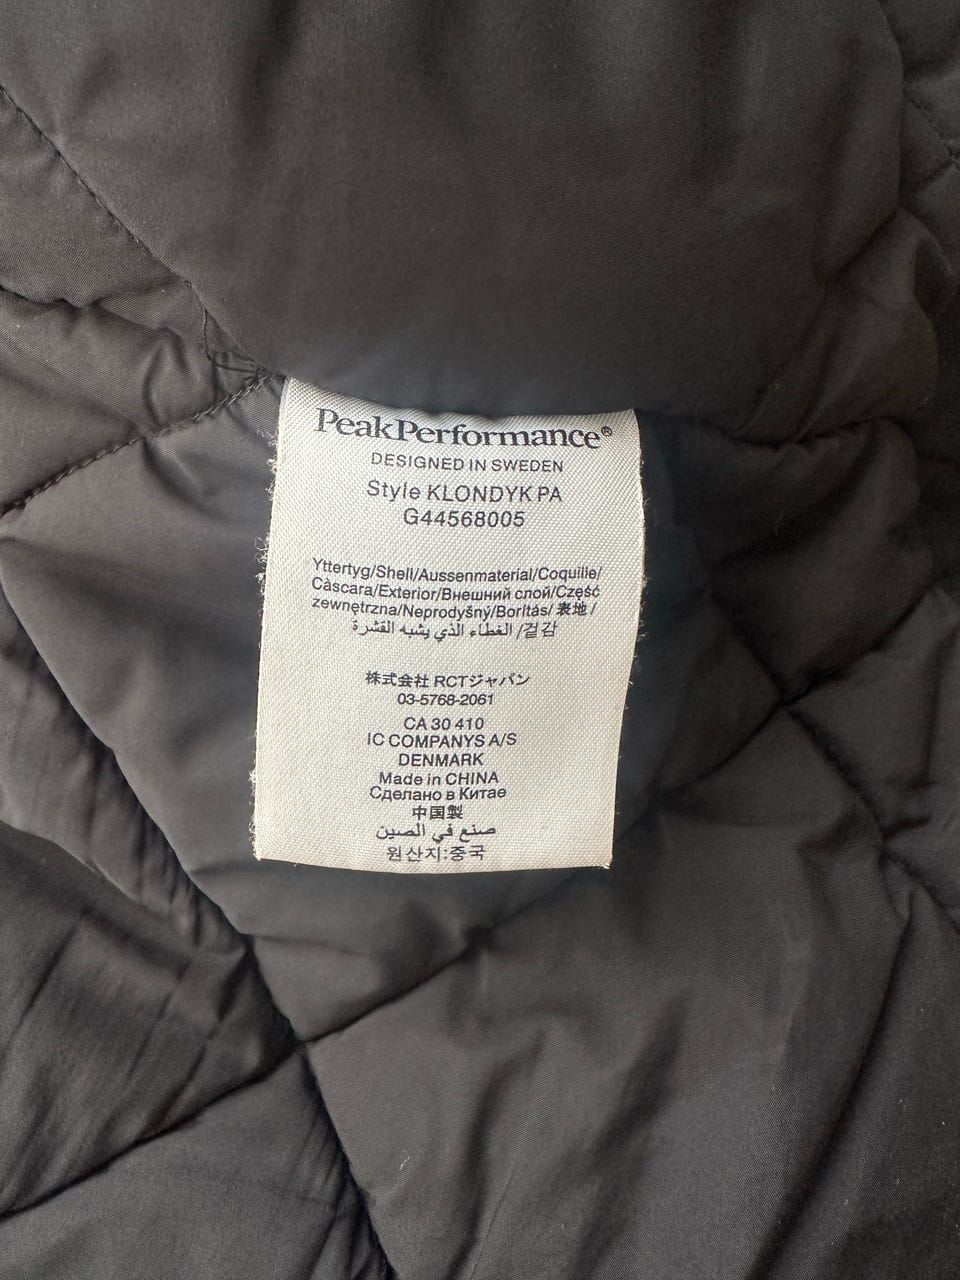 PeakPerformance®
DESIGNED IN SWEDEN
Style KLONDYK PA
G44568005
Yttertyg/Shell/Aussenmaterial/Coquille/
Càscara/Exterior/Внешний слой/Część
zewnętrzna/Neprodyšný/Borítás/ 表地 /
겉감/ الغطاء الذي يشبه القشرة
株式会社 RCTジャパン
03-5768-2061
CA 30 410
IC COMPANYS A/S
DENMARK
Made in CHINA
Сделано в Китае
中国製
صنع في الصين
원산지:중국